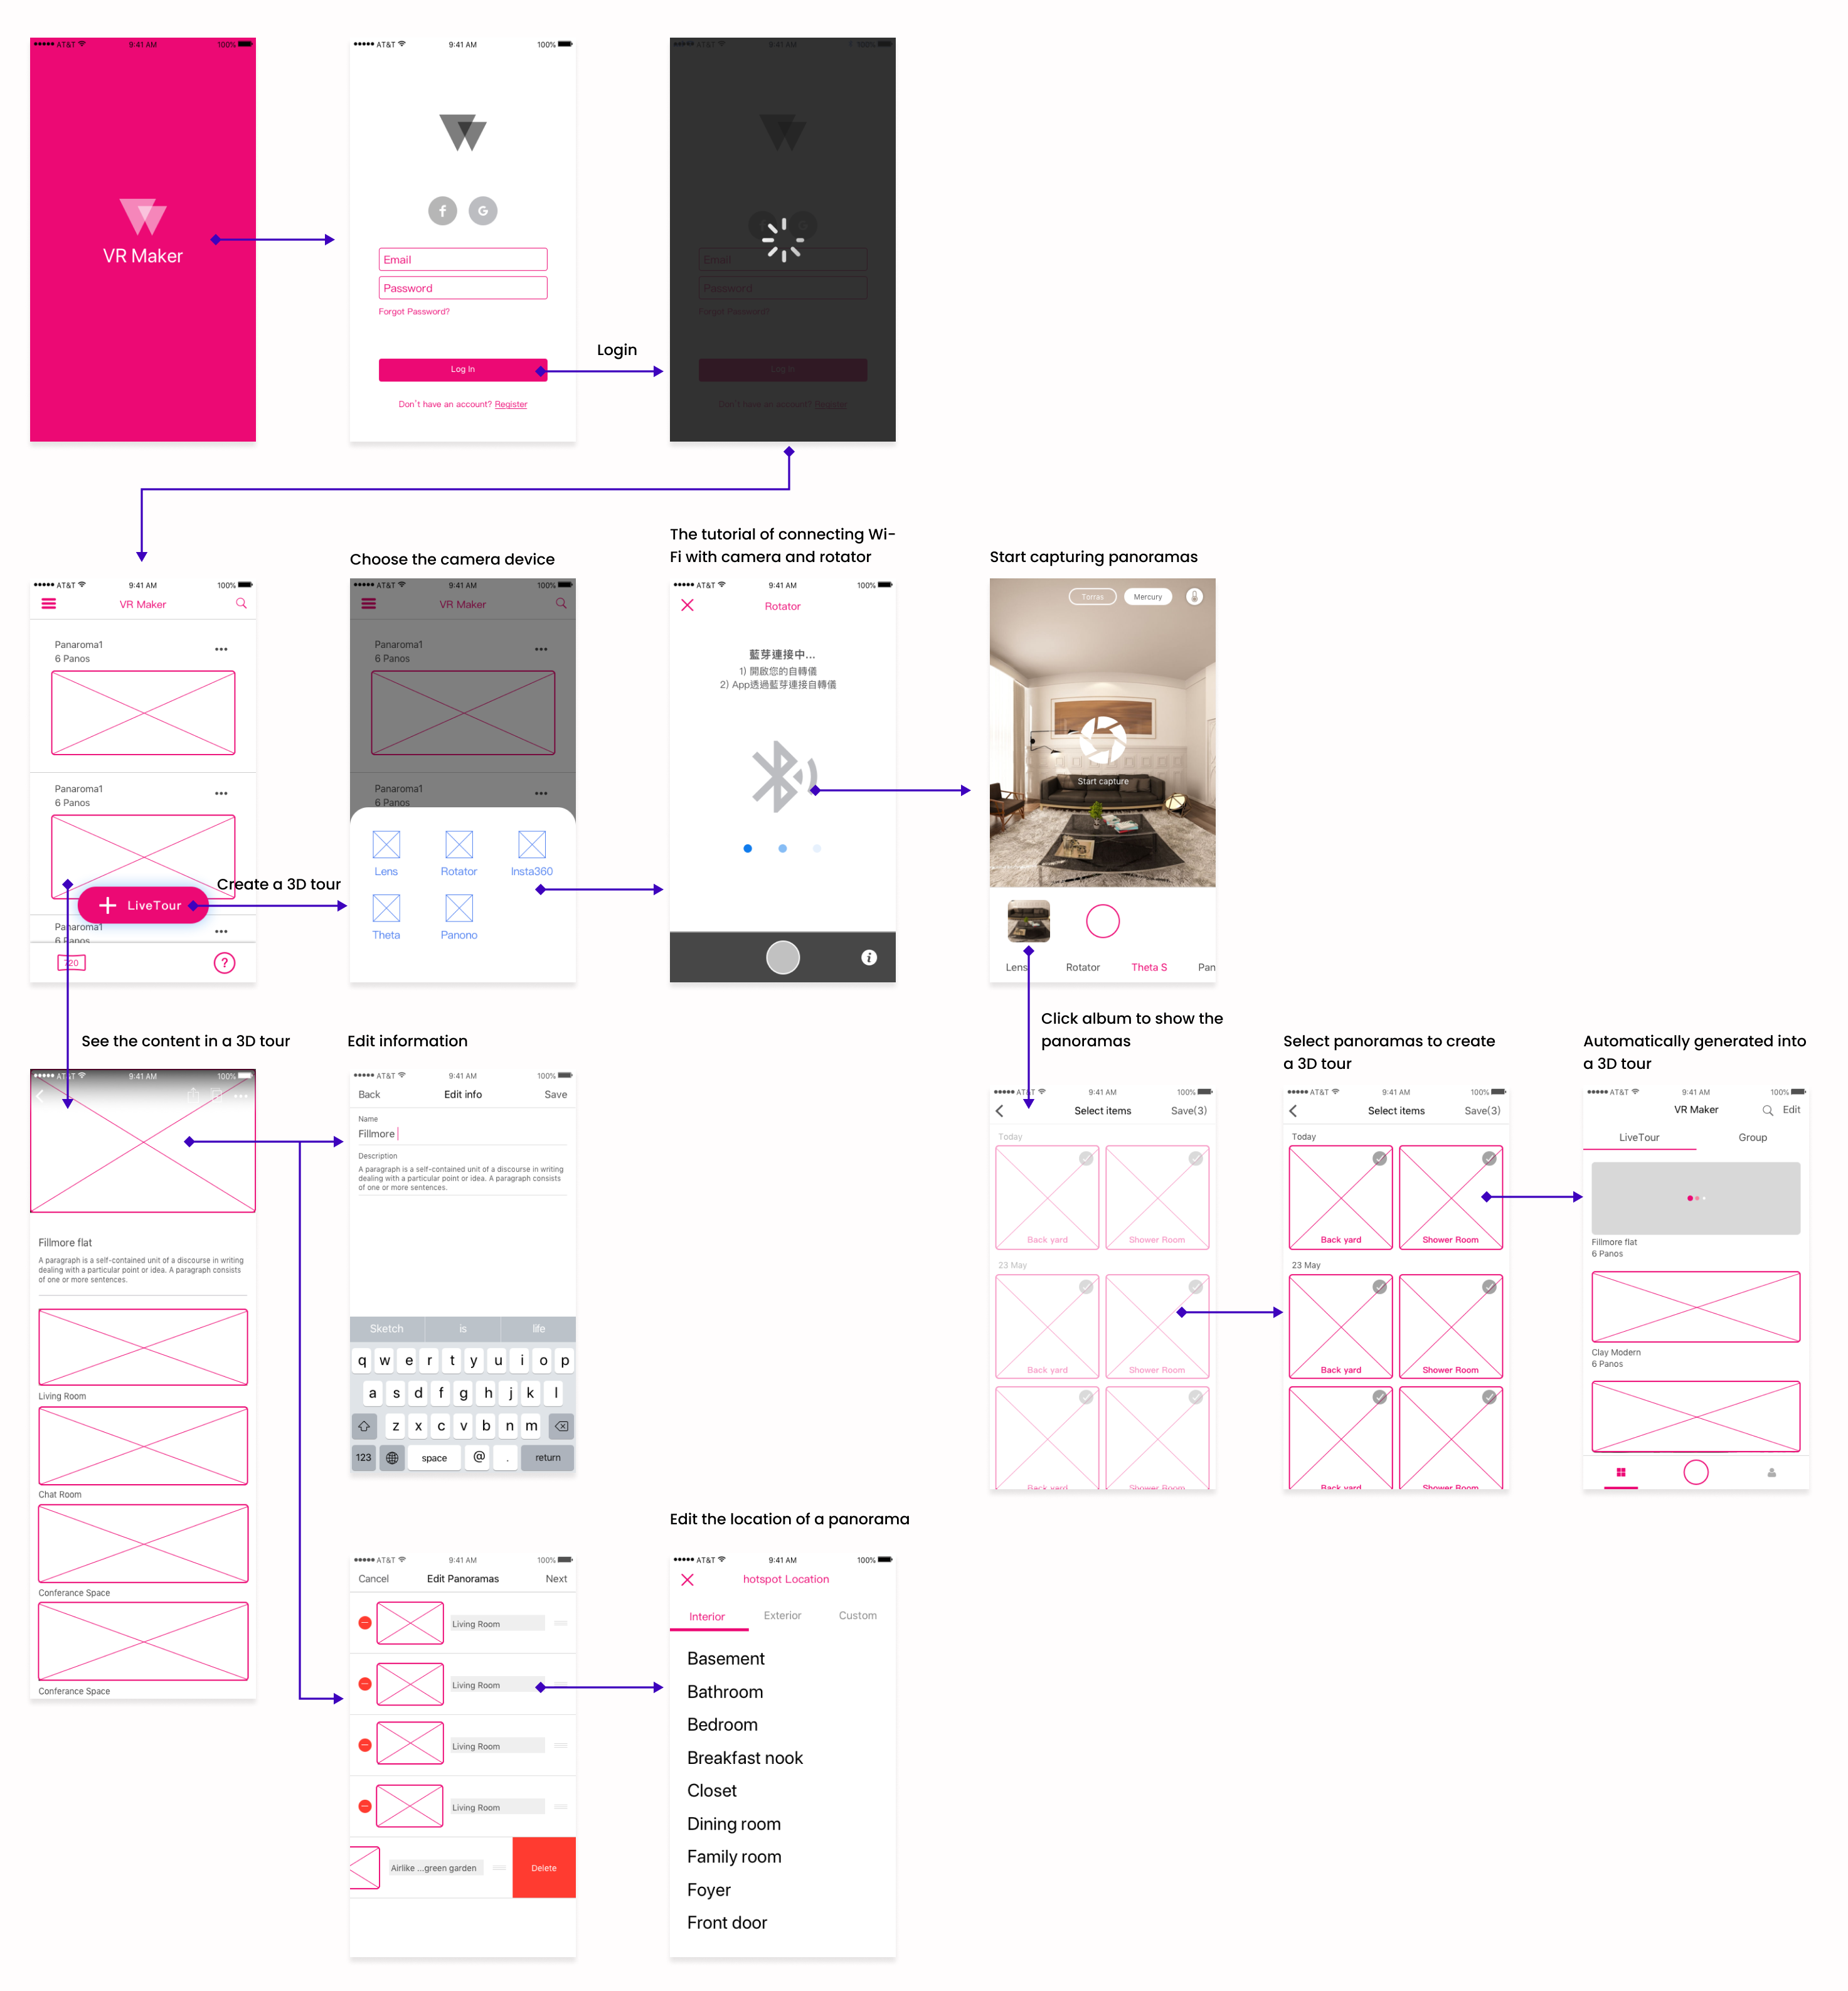 AT&T 9:41 AM 100%
VR Maker
AT&T 9:41 AM 100%
Email
Password
Forgot Password?
Log In
Don't have an account? Register
Login
AT&T 9:41 AM 100%
Email
Password
Forgot Password?
Log In
Don't have an account? Register
AT&T 9:41 AM 100%
VR Maker
Panaroma1
6 Panos
Panaroma1
6 Panos
LiveTour
Panaroma1
6 Panos
720
?
Create a 3D tour
Choose the camera device
AT&T 9:41 AM 100%
VR Maker
Panaroma1
6 Panos
Panaroma1
6 Panos
Lens Rotator Insta360
Theta Panono
The tutorial of connecting Wi-
Fi with camera and rotator
AT&T 9:41 AM 100%
Rotator
藍芽連接中...
1) 開啟您的自轉儀
2) App透過藍芽連接自轉儀
Start capturing panoramas
Torras Mercury
Start capture
Lens Rotator Theta S Pan
See the content in a 3D tour
AT&T 9:41 AM 100%
Fillmore flat
A paragraph is a self-contained unit of a discourse in writing
dealing with a particular point or idea. A paragraph consists
of one or more sentences.
Living Room
Chat Room
Conferance Space
Conferance Space
Edit information
AT&T 9:41 AM 100%
Back Edit info Save
Name
Fillmore
Description
A paragraph is a self-contained unit of a discourse in writing
dealing with a particular point or idea. A paragraph consists
of one or more sentences.
Sketch is life
q w e r t y u i o p
a s d f g h j k l
z x c v b n m
123 space @ . return
Click album to show the
panoramas
AT&T 9:41 AM 100%
Select items Save(3)
Today
Back yard Shower Room
23 May
Back yard Shower Room
Back yard Shower Room
Select panoramas to create
a 3D tour
AT&T 9:41 AM 100%
Select items Save(3)
Today
Back yard Shower Room
23 May
Back yard Shower Room
Back yard Shower Room
Automatically generated into
a 3D tour
AT&T 9:41 AM 100%
VR Maker Edit
LiveTour Group
Fillmore flat
6 Panos
Clay Modern
6 Panos
AT&T 9:41 AM 100%
Cancel Edit Panoramas Next
Living Room
Living Room
Living Room
Living Room
Airlike ...green garden Delete
Edit the location of a panorama
AT&T 9:41 AM 100%
hotspot Location
Interior Exterior Custom
Basement
Bathroom
Bedroom
Breakfast nook
Closet
Dining room
Family room
Foyer
Front door